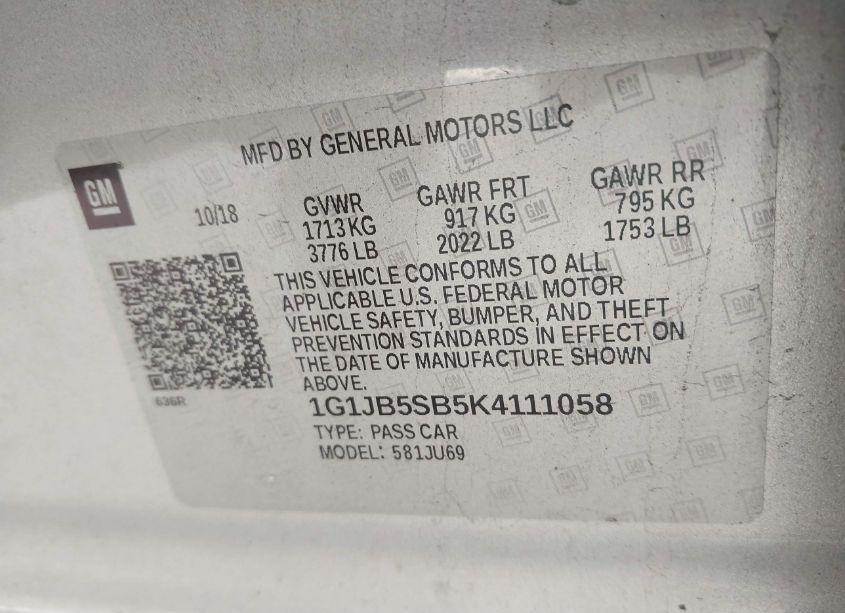 MFD BY GENERAL MOTORS LLC
GM
10/18
GVWR
1713 KG
3776 LB
GAWR FRT
917 KG
2022 LB
GAWR RR
795 KG
1753 LB
THIS VEHICLE CONFORMS TO ALL
APPLICABLE U.S. FEDERAL MOTOR
VEHICLE SAFETY, BUMPER, AND THEFT
PREVENTION STANDARDS IN EFFECT ON
THE DATE OF MANUFACTURE SHOWN
ABOVE.
636R
1G1JB5SB5K4111058
TYPE: PASS CAR
MODEL: 581JU69